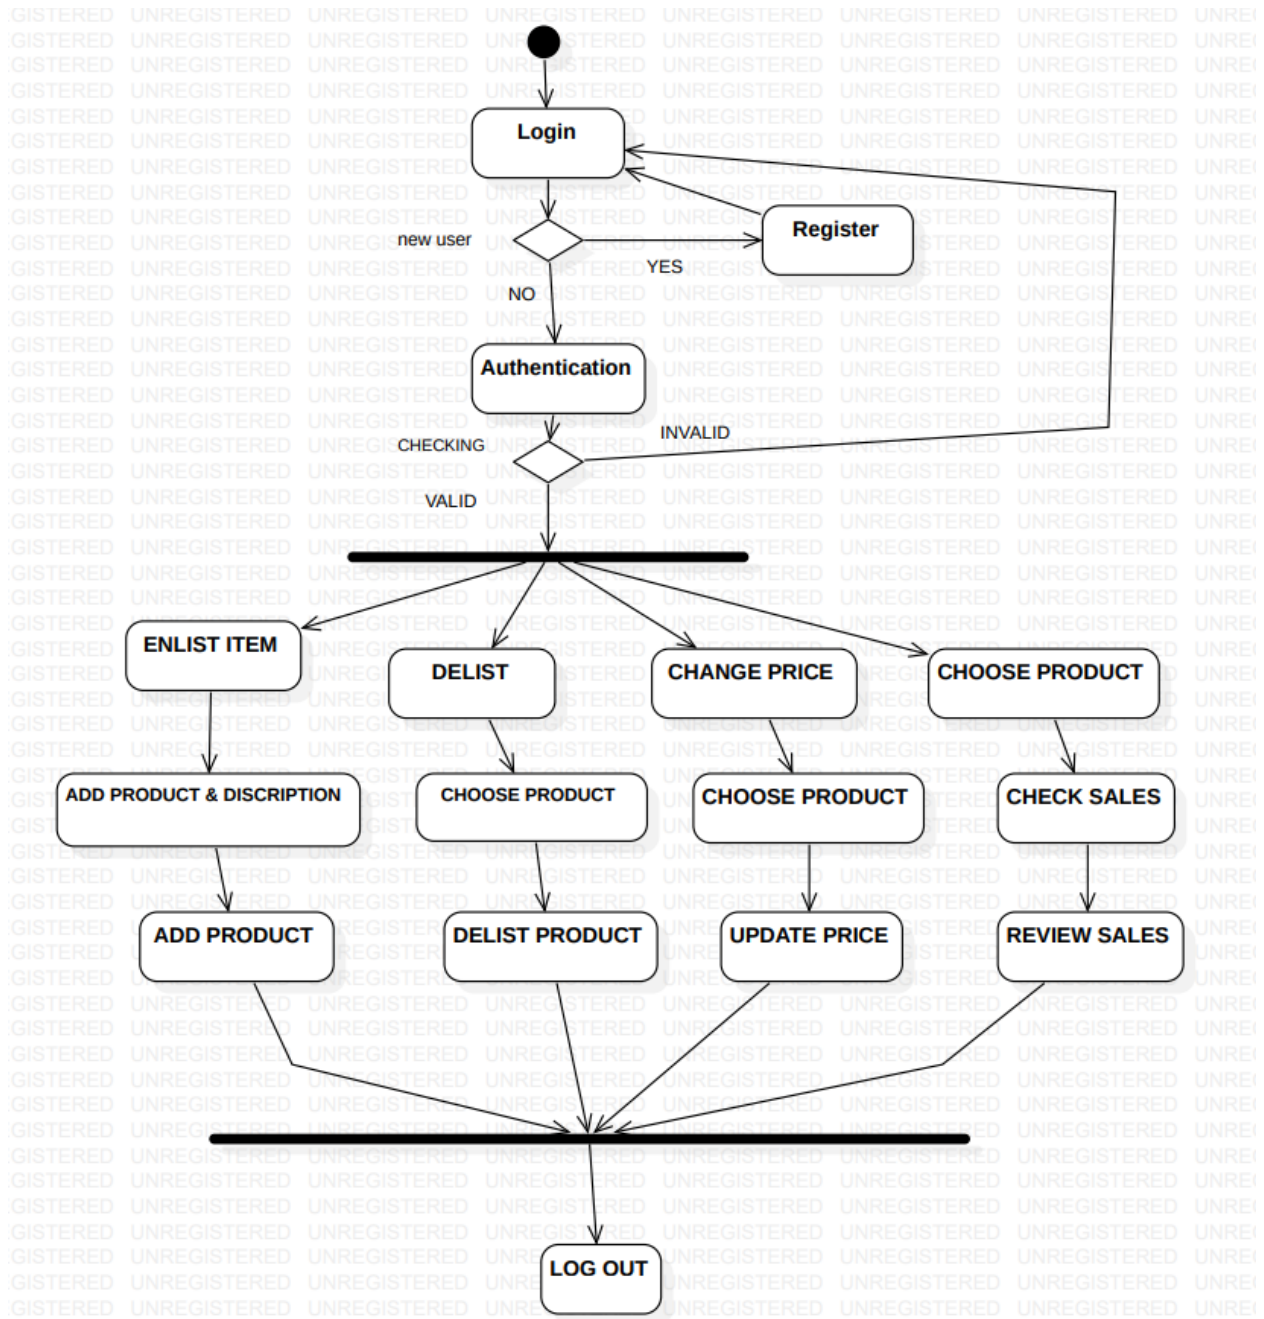 Login
Register
new user
YES
NO
Authentication
INVALID
CHECKING
VALID
ENLIST ITEM
DELIST
CHANGE PRICE
CHOOSE PRODUCT
ADD PRODUCT & DISCRIPTION
CHOOSE PRODUCT
CHOOSE PRODUCT
CHECK SALES
ADD PRODUCT
DELIST PRODUCT
UPDATE PRICE
REVIEW SALES
LOG OUT
UNREGISTERED